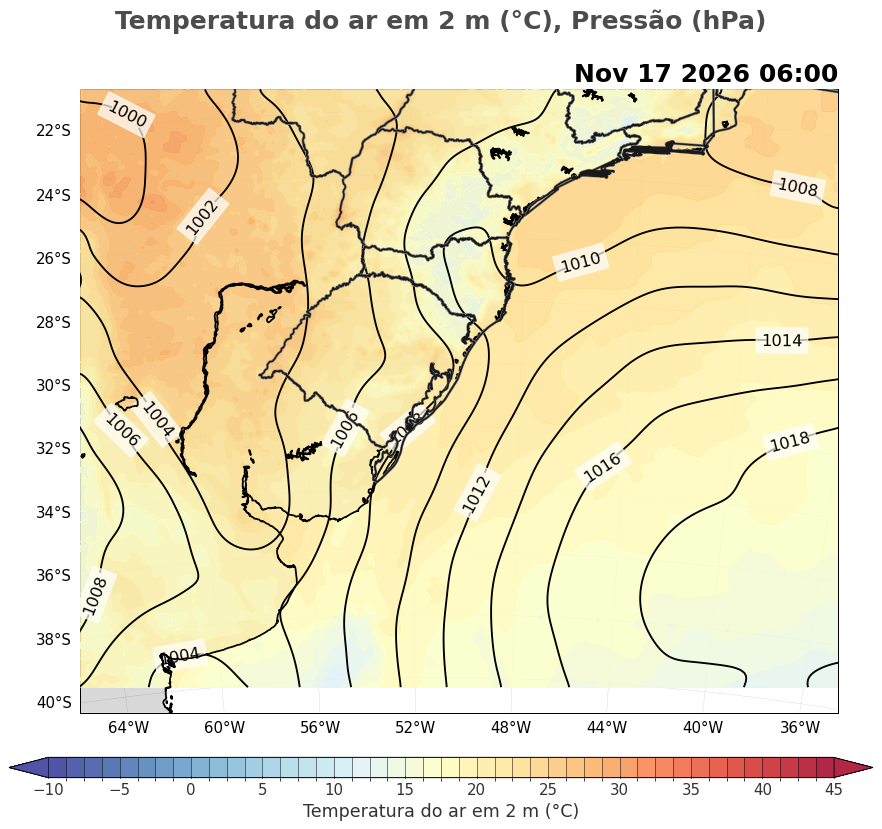 Temperatura do ar em 2 m (°C), Pressão (hPa)
Nov 17 2026 06:00
1000
22°S
1008
24°S
1002
26°S
1010
28°S
1014
30°S
1004
1006
1006
1018
32°S
1016
1012
34°S
36°S
1008
38°S
1004
40°S
64°W 60°W 56°W 52°W 48°W 44°W 40°W 36°W
−10 −5 0 5 10 15 20 25 30 35 40 45
Temperatura do ar em 2 m (°C)